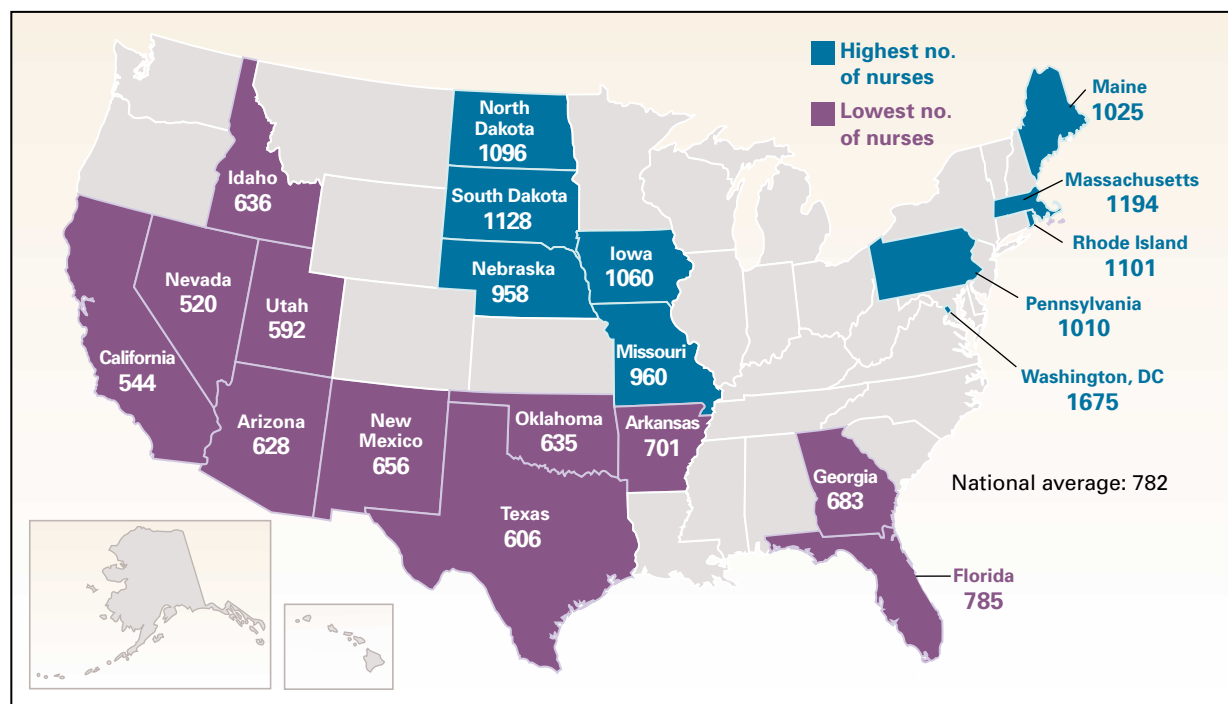 Highest no.
of nurses
Lowest no.
of nurses
Maine
1025
North
Dakota
1096
Idaho
636
South Dakota
1128
Massachusetts
1194
Rhode Island
1101
Iowa
1060
Nebraska
958
Nevada
520
Utah
592
Pennsylvania
1010
California
544
Missouri
960
Washington, DC
1675
Arizona
628
New
Mexico
656
Oklahoma
635
Arkansas
701
Georgia
683
National average: 782
Texas
606
Florida
785